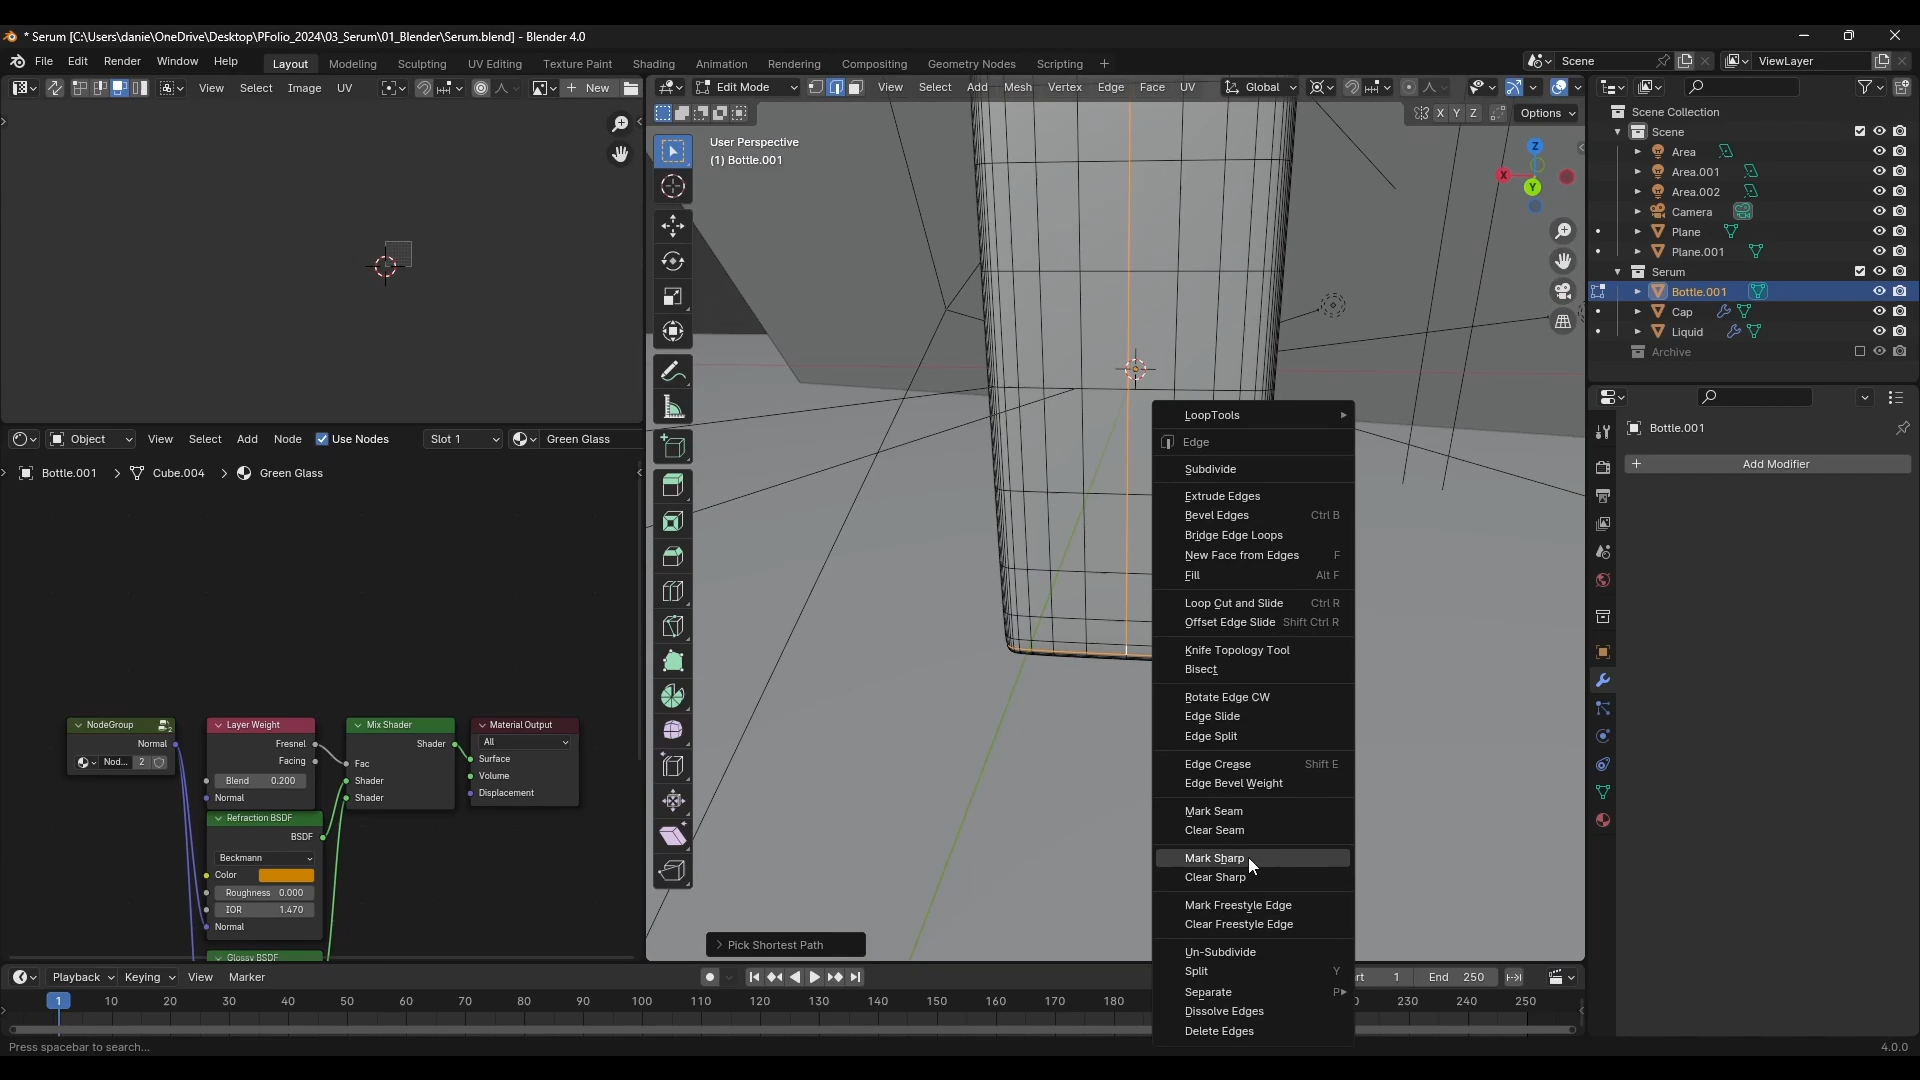 * Serum [C:\Users\danie\OneDrive\Desktop\PFolio_2024\03_Serum\01_Blender\Serum.blend] - Blender 4.0
File Edit Render Window Help Layout Modeling Sculpting UV Editing Texture Paint Shading Animation Rendering Compositing Geometry Nodes Scripting + Scene ViewLayer
View Select Image UV + New
Edit Mode View Select Add Mesh Vertex Edge Face UV Global
X Y Z Options
User Perspective
(1) Bottle.001
Z
X
Y
Scene Collection
Scene
Area
Area.001
Area.002
Camera
Plane
Plane.001
Serum
Bottle.001
Cap
Liquid
Archive
Bottle.001
+ Add Modifier
Object View Select Add Node Use Nodes Slot 1 Green Glass
Bottle.001 > Cube.004 > Green Glass
NodeGroup
Normal
Nod... 2
Layer Weight
Fresnel
Facing
Blend 0.200
Normal
Mix Shader
Shader
Fac
Shader
Shader
Material Output
All
Surface
Volume
Displacement
Refraction BSDF
BSDF
Beckmann
Color
Roughness 0.000
IOR 1.470
Normal
Glossy BSDF
LoopTools
Edge
Subdivide
Extrude Edges
Bevel Edges Ctrl B
Bridge Edge Loops
New Face from Edges F
Fill Alt F
Loop Cut and Slide Ctrl R
Offset Edge Slide Shift Ctrl R
Knife Topology Tool
Bisect
Rotate Edge CW
Edge Slide
Edge Split
Edge Crease Shift E
Edge Bevel Weight
Mark Seam
Clear Seam
Mark Sharp
Clear Sharp
Mark Freestyle Edge
Clear Freestyle Edge
Un-Subdivide
Split Y
Separate P
Dissolve Edges
Delete Edges
> Pick Shortest Path
Playback Keying View Marker
rt 1 End 250
1 10 20 30 40 50 60 70 80 90 100 110 120 130 140 150 160 170 180 0 230 240 250
Press spacebar to search...
4.0.0